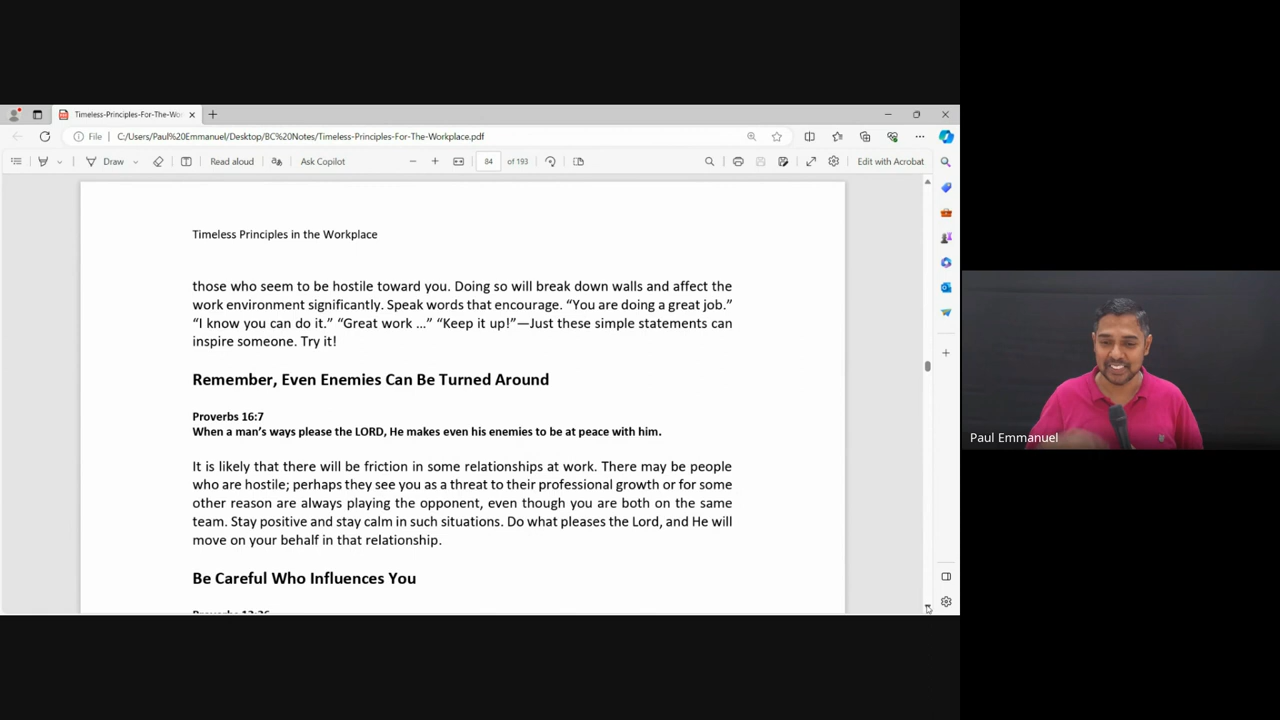 Timeless-Principles-For-The-Wo
File
C:/Users/Paul%20Emmanuel/Desktop/BC%20Notes/Timeless-Principles-For-The-Workplace.pdf
Draw
Read aloud
Ask Copilot
84 of 193
Edit with Acrobat
Timeless Principles in the Workplace
those who seem to be hostile toward you. Doing so will break down walls and affect the
work environment significantly. Speak words that encourage. “You are doing a great job.”
“I know you can do it.” “Great work ...” “Keep it up!”—Just these simple statements can
inspire someone. Try it!
Remember, Even Enemies Can Be Turned Around
Proverbs 16:7
When a man’s ways please the LORD, He makes even his enemies to be at peace with him.
It is likely that there will be friction in some relationships at work. There may be people
who are hostile; perhaps they see you as a threat to their professional growth or for some
other reason are always playing the opponent, even though you are both on the same
team. Stay positive and stay calm in such situations. Do what pleases the Lord, and He will
move on your behalf in that relationship.
Be Careful Who Influences You
Paul Emmanuel